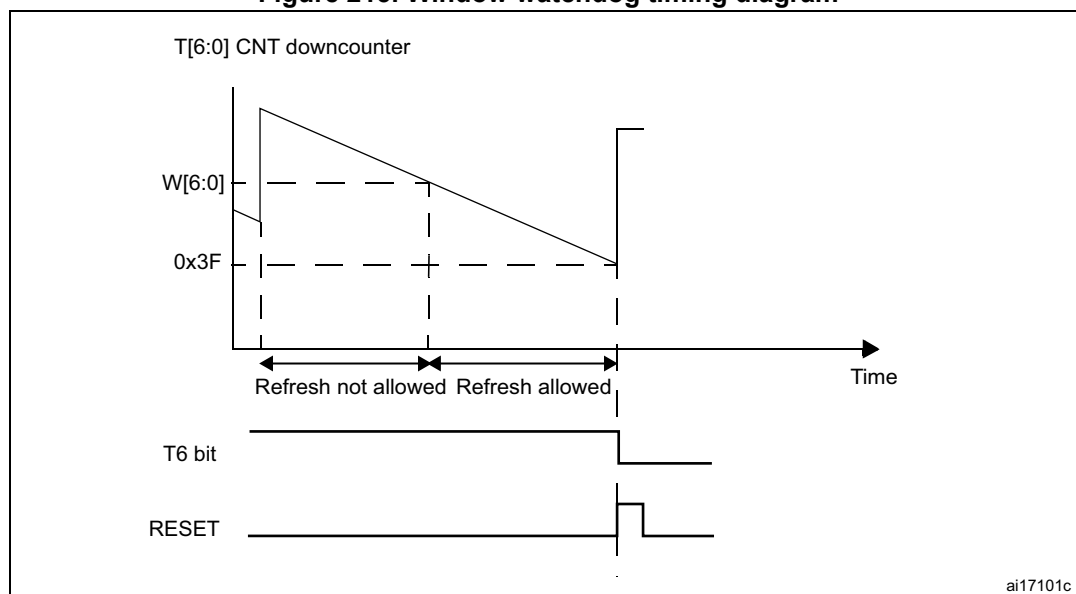 T[6:0] CNT downcounter
W[6:0]
0x3F
Refresh not allowed
Refresh allowed
Time
T6 bit
RESET
ai17101c